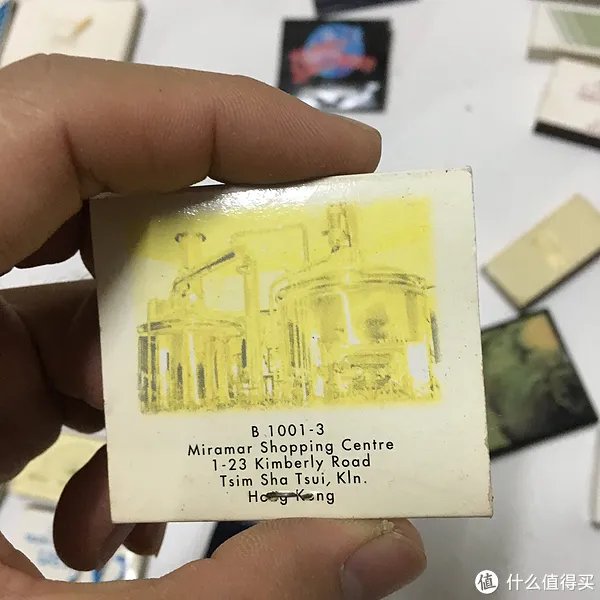 B 1001-3
Miramar Shopping Centre
1-23 Kimberly Road
Tsim Sha Tsui, Kln.
Hong Kong
值 什么值得买